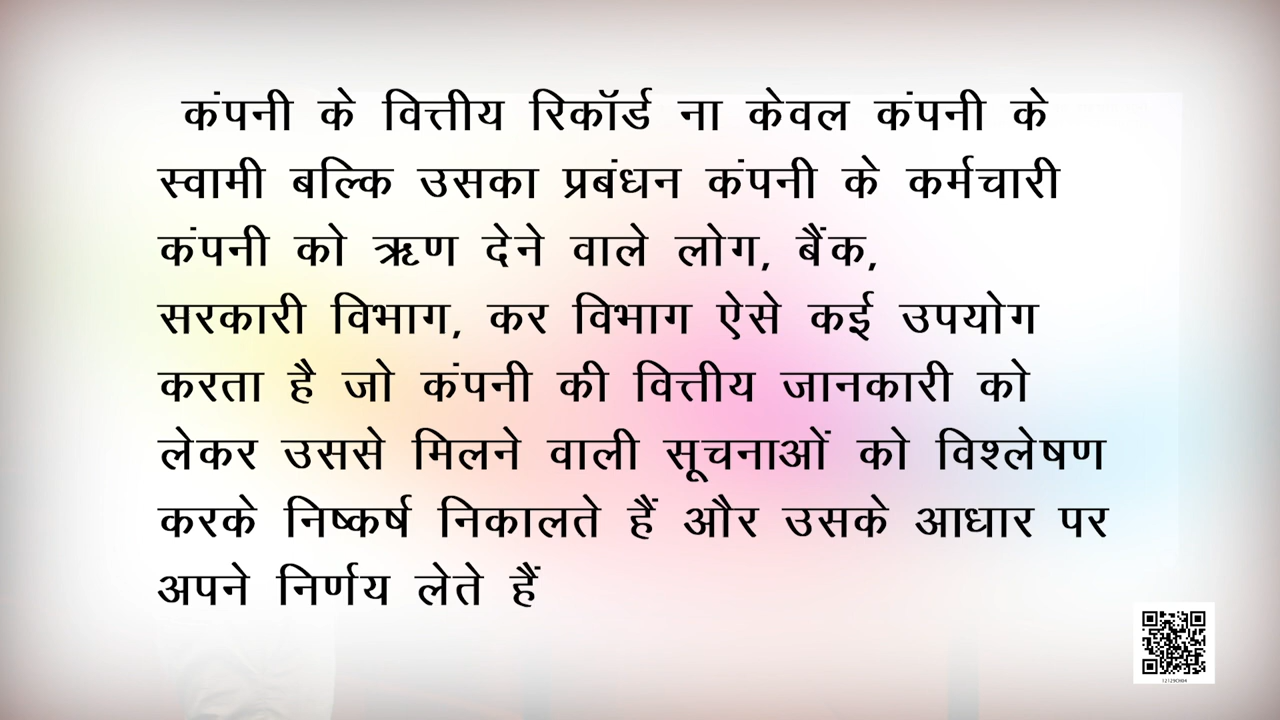 कंपनी के वित्तीय रिकॉर्ड ना केवल कंपनी के
स्वामी बल्कि उसका प्रबंधन कंपनी के कर्मचारी
कंपनी को ऋण देने वाले लोग, बैंक,
सरकारी विभाग, कर विभाग ऐसे कई उपयोग
करता है जो कंपनी की वित्तीय जानकारी को
लेकर उससे मिलने वाली सूचनाओं को विश्लेषण
करके निष्कर्ष निकालते हैं और उसके आधार पर
अपने निर्णय लेते हैं
12129CH04